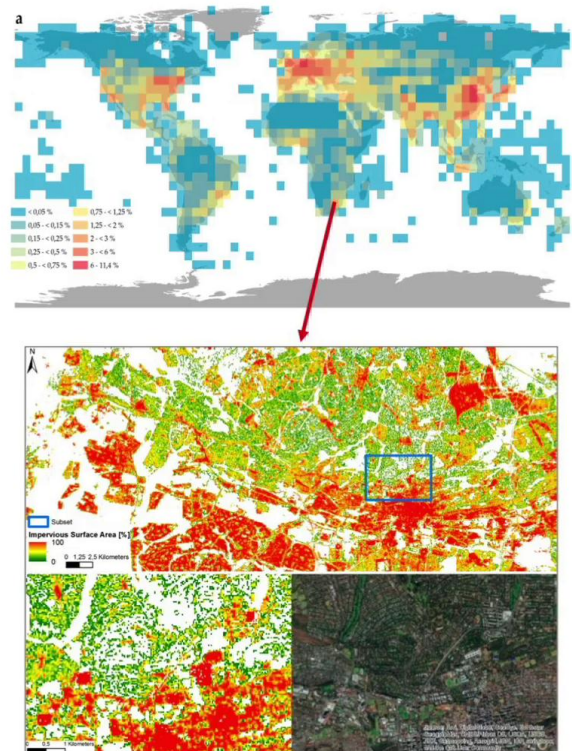 a
< 0,05 %
0,05 - < 0,15 %
0,15 - < 0,25 %
0,25 - < 0,5 %
0,5 - < 0,75 %
0,75 - < 1,25 %
1,25 - < 2 %
2 - < 3 %
3 - < 6 %
6 - 11,4 %
N
Subset
Impervious Surface Area [%]
100
0
0 1,25 2,5 Kilometers
0 0,5 1 Kilometers